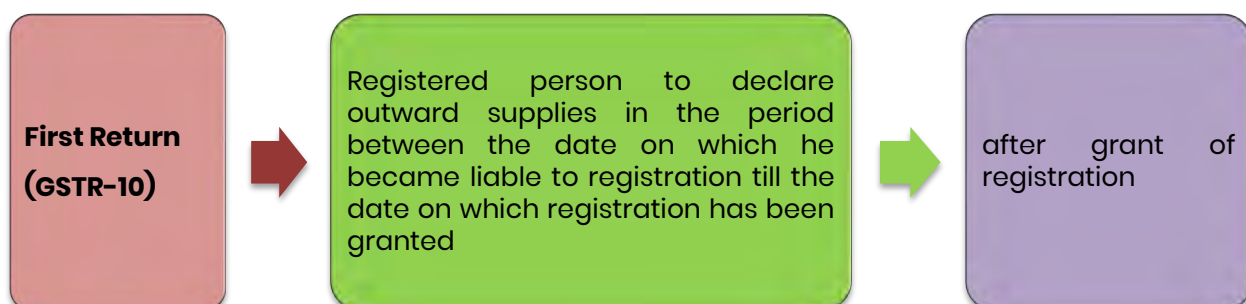 First Return
(GSTR-10)
Registered person to declare
outward supplies in the period
between the date on which he
became liable to registration till the
date on which registration has been
granted
after grant of
registration